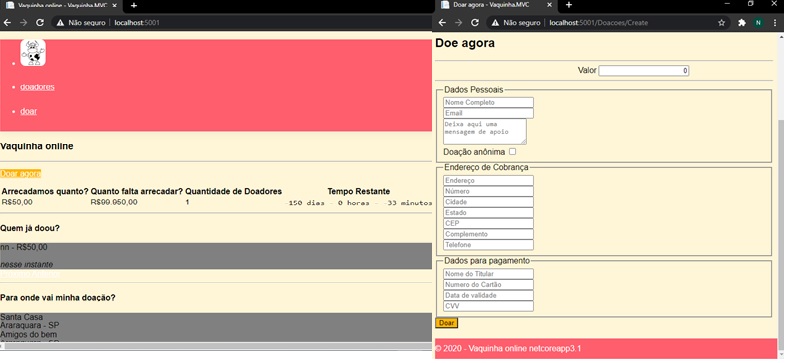 Vaquinha online - Vaquinha.MVC
Não seguro | localhost:5001
doadores
doar
Vaquinha online
Doar agora
Arrecadamos quanto? Quanto falta arrecadar? Quantidade de Doadores Tempo Restante
R$50,00 R$99.950,00 1 -150 dias - 0 horas - -33 minutos
Quem já doou?
nn - R$50,00
nesse instante
Para onde vai minha doação?
Santa Casa
Araraquara - SP
Amigos do bem
Araraquara - SP
Doar agora - Vaquinha.MVC
Não seguro | localhost:5001/Doacoes/Create
N
Doe agora
Valor 0
Dados Pessoais
Nome Completo
Email
Deixa aqui uma
mensagem de apoio
Doação anônima
Endereço de Cobrança
Endereço
Número
Cidade
Estado
CEP
Complemento
Telefone
Dados para pagamento
Nome do Titular
Numero do Cartão
Data de validade
CVV
Doar
© 2020 - Vaquinha online netcoreapp3.1